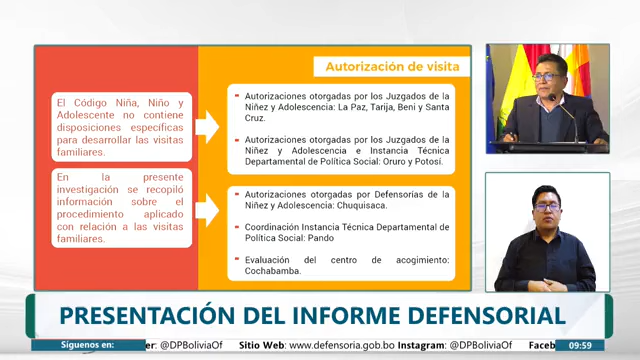 Autorización de visita
El Código Niña, Niño y
Adolescente no contiene
disposiciones específicas
para desarrollar las visitas
familiares.
Autorizaciones otorgadas por los Juzgados de la
Niñez y Adolescencia: La Paz, Tarija, Beni y Santa
Cruz.
Autorizaciones otorgadas por los Juzgados de la
Niñez y Adolescencia e Instancia Técnica
Departamental de Política Social: Oruro y Potosí.
En la presente
investigación se recopiló
información sobre el
procedimiento aplicado
con relación a las visitas
familiares.
Autorizaciones otorgadas por Defensorías de la
Niñez y Adolescencia: Chuquisaca.
Coordinación Instancia Técnica Departamental de
Política Social: Pando
Evaluación del centro de acogimiento:
Cochabamba.
PRESENTACIÓN DEL INFORME DEFENSORIAL
Síguenos en: er: @DPBoliviaOf Sitio Web: www.defensoria.gob.bo Instagram: @DPBoliviaOf Faceb 09:59